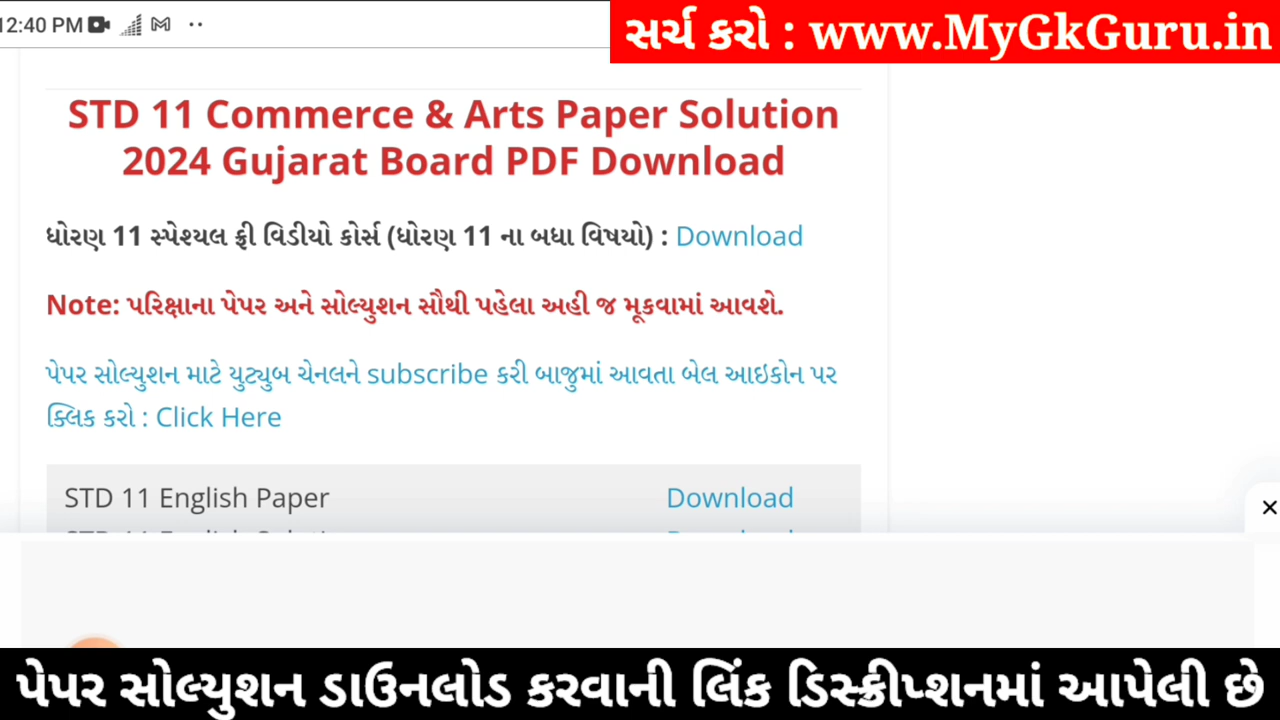 12:40 PM
સર્ચ કરો : www.MyGkGuru.in
STD 11 Commerce & Arts Paper Solution
2024 Gujarat Board PDF Download
ધોરણ 11 સ્પેશ્યલ ફ્રી વિડીયો કોર્સ (ધોરણ 11 ના બધા વિષયો) : Download
Note: પરિક્ષાના પેપર અને સોલ્યુશન સૌથી પહેલા અહી જ મૂકવામાં આવશે.
પેપર સોલ્યુશન માટે યુટ્યુબ ચેનલને subscribe કરી બાજુમાં આવતા બેલ આઇકોન પર
ક્લિક કરો : Click Here
STD 11 English Paper Download
પેપર સોલ્યુશન ડાઉનલોડ કરવાની લિંક ડિસ્ક્રીપ્શનમાં આપેલી છે